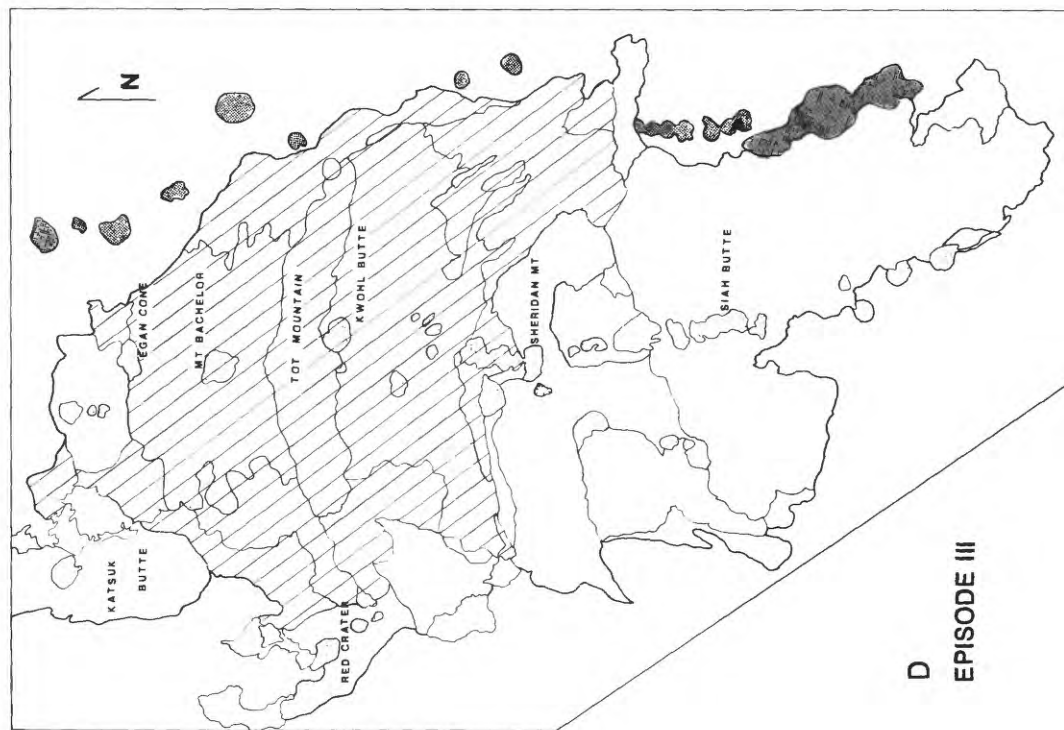 N
KATSUK
BUTTE
EGAN CONE
MT BACHELOR
TOT MOUNTAIN
KWOHL BUTTE
RED CRATER
SHERIDAN MT
SIAH BUTTE
D
EPISODE III